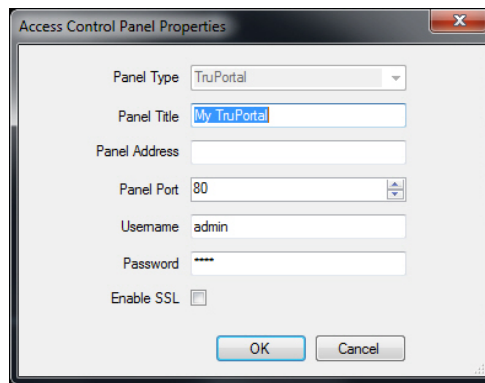 Access Control Panel Properties
Panel Type TruPortal
Panel Title My TruPortal
Panel Address
Panel Port 80
Username admin
Password ****
Enable SSL
OK Cancel